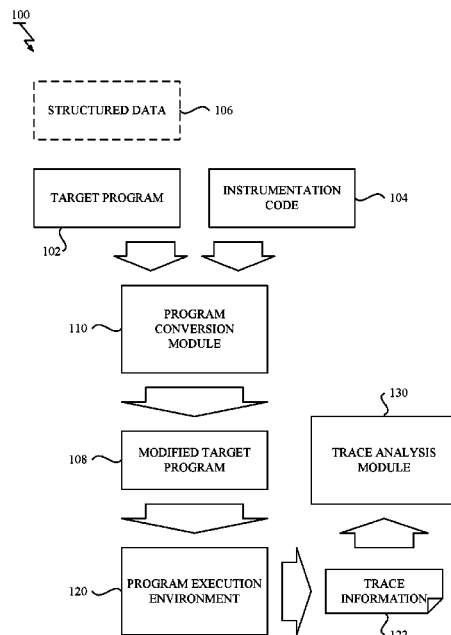 100
STRUCTURED DATA
106
TARGET PROGRAM
INSTRUMENTATION
CODE
104
102
110
PROGRAM
CONVERSION
MODULE
130
108
MODIFIED TARGET
PROGRAM
TRACE ANALYSIS
MODULE
120
PROGRAM EXECUTION
ENVIRONMENT
TRACE
INFORMATION